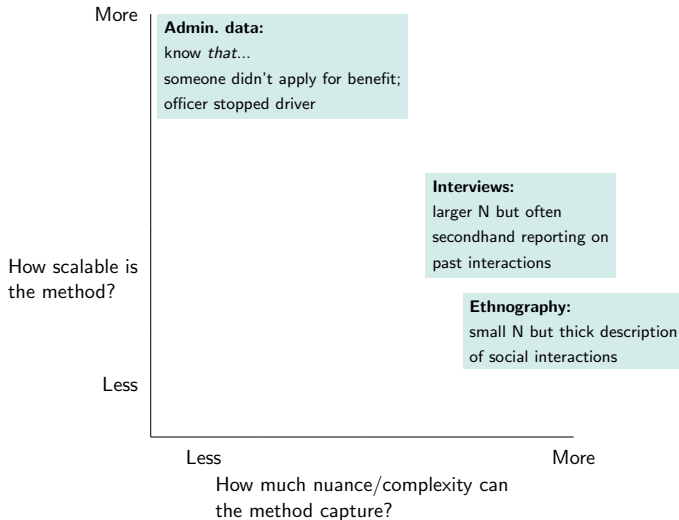 More
Admin. data:
know that...
someone didn't apply for benefit;
officer stopped driver
Interviews:
larger N but often
secondhand reporting on
past interactions
How scalable is
the method?
Ethnography:
small N but thick description
of social interactions
Less
Less
More
How much nuance/complexity can
the method capture?